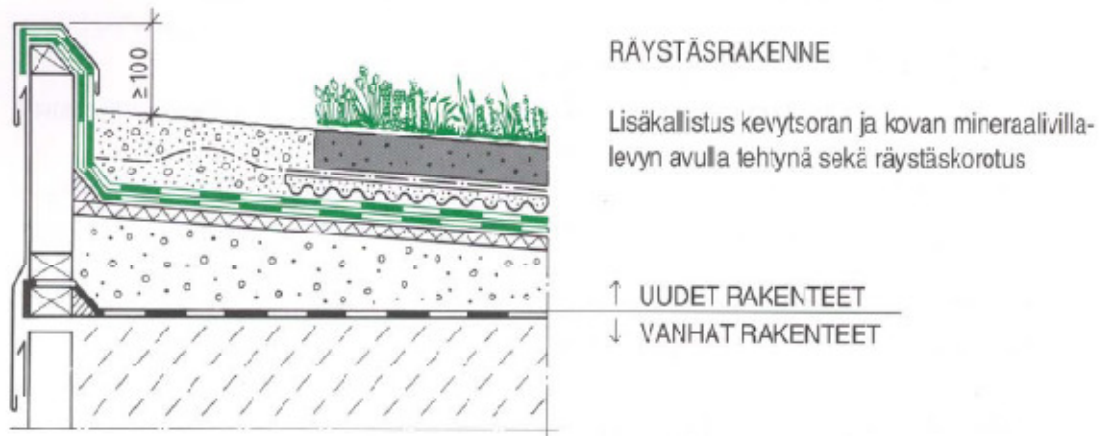 ≥100
RÄYSTÄSRAKENNE
Lisäkallistus kevytsoran ja kovan mineraalivilla-
levyn avulla tehtynä sekä räystäskorotus
↑ UUDET RAKENTEET
↓ VANHAT RAKENTEET